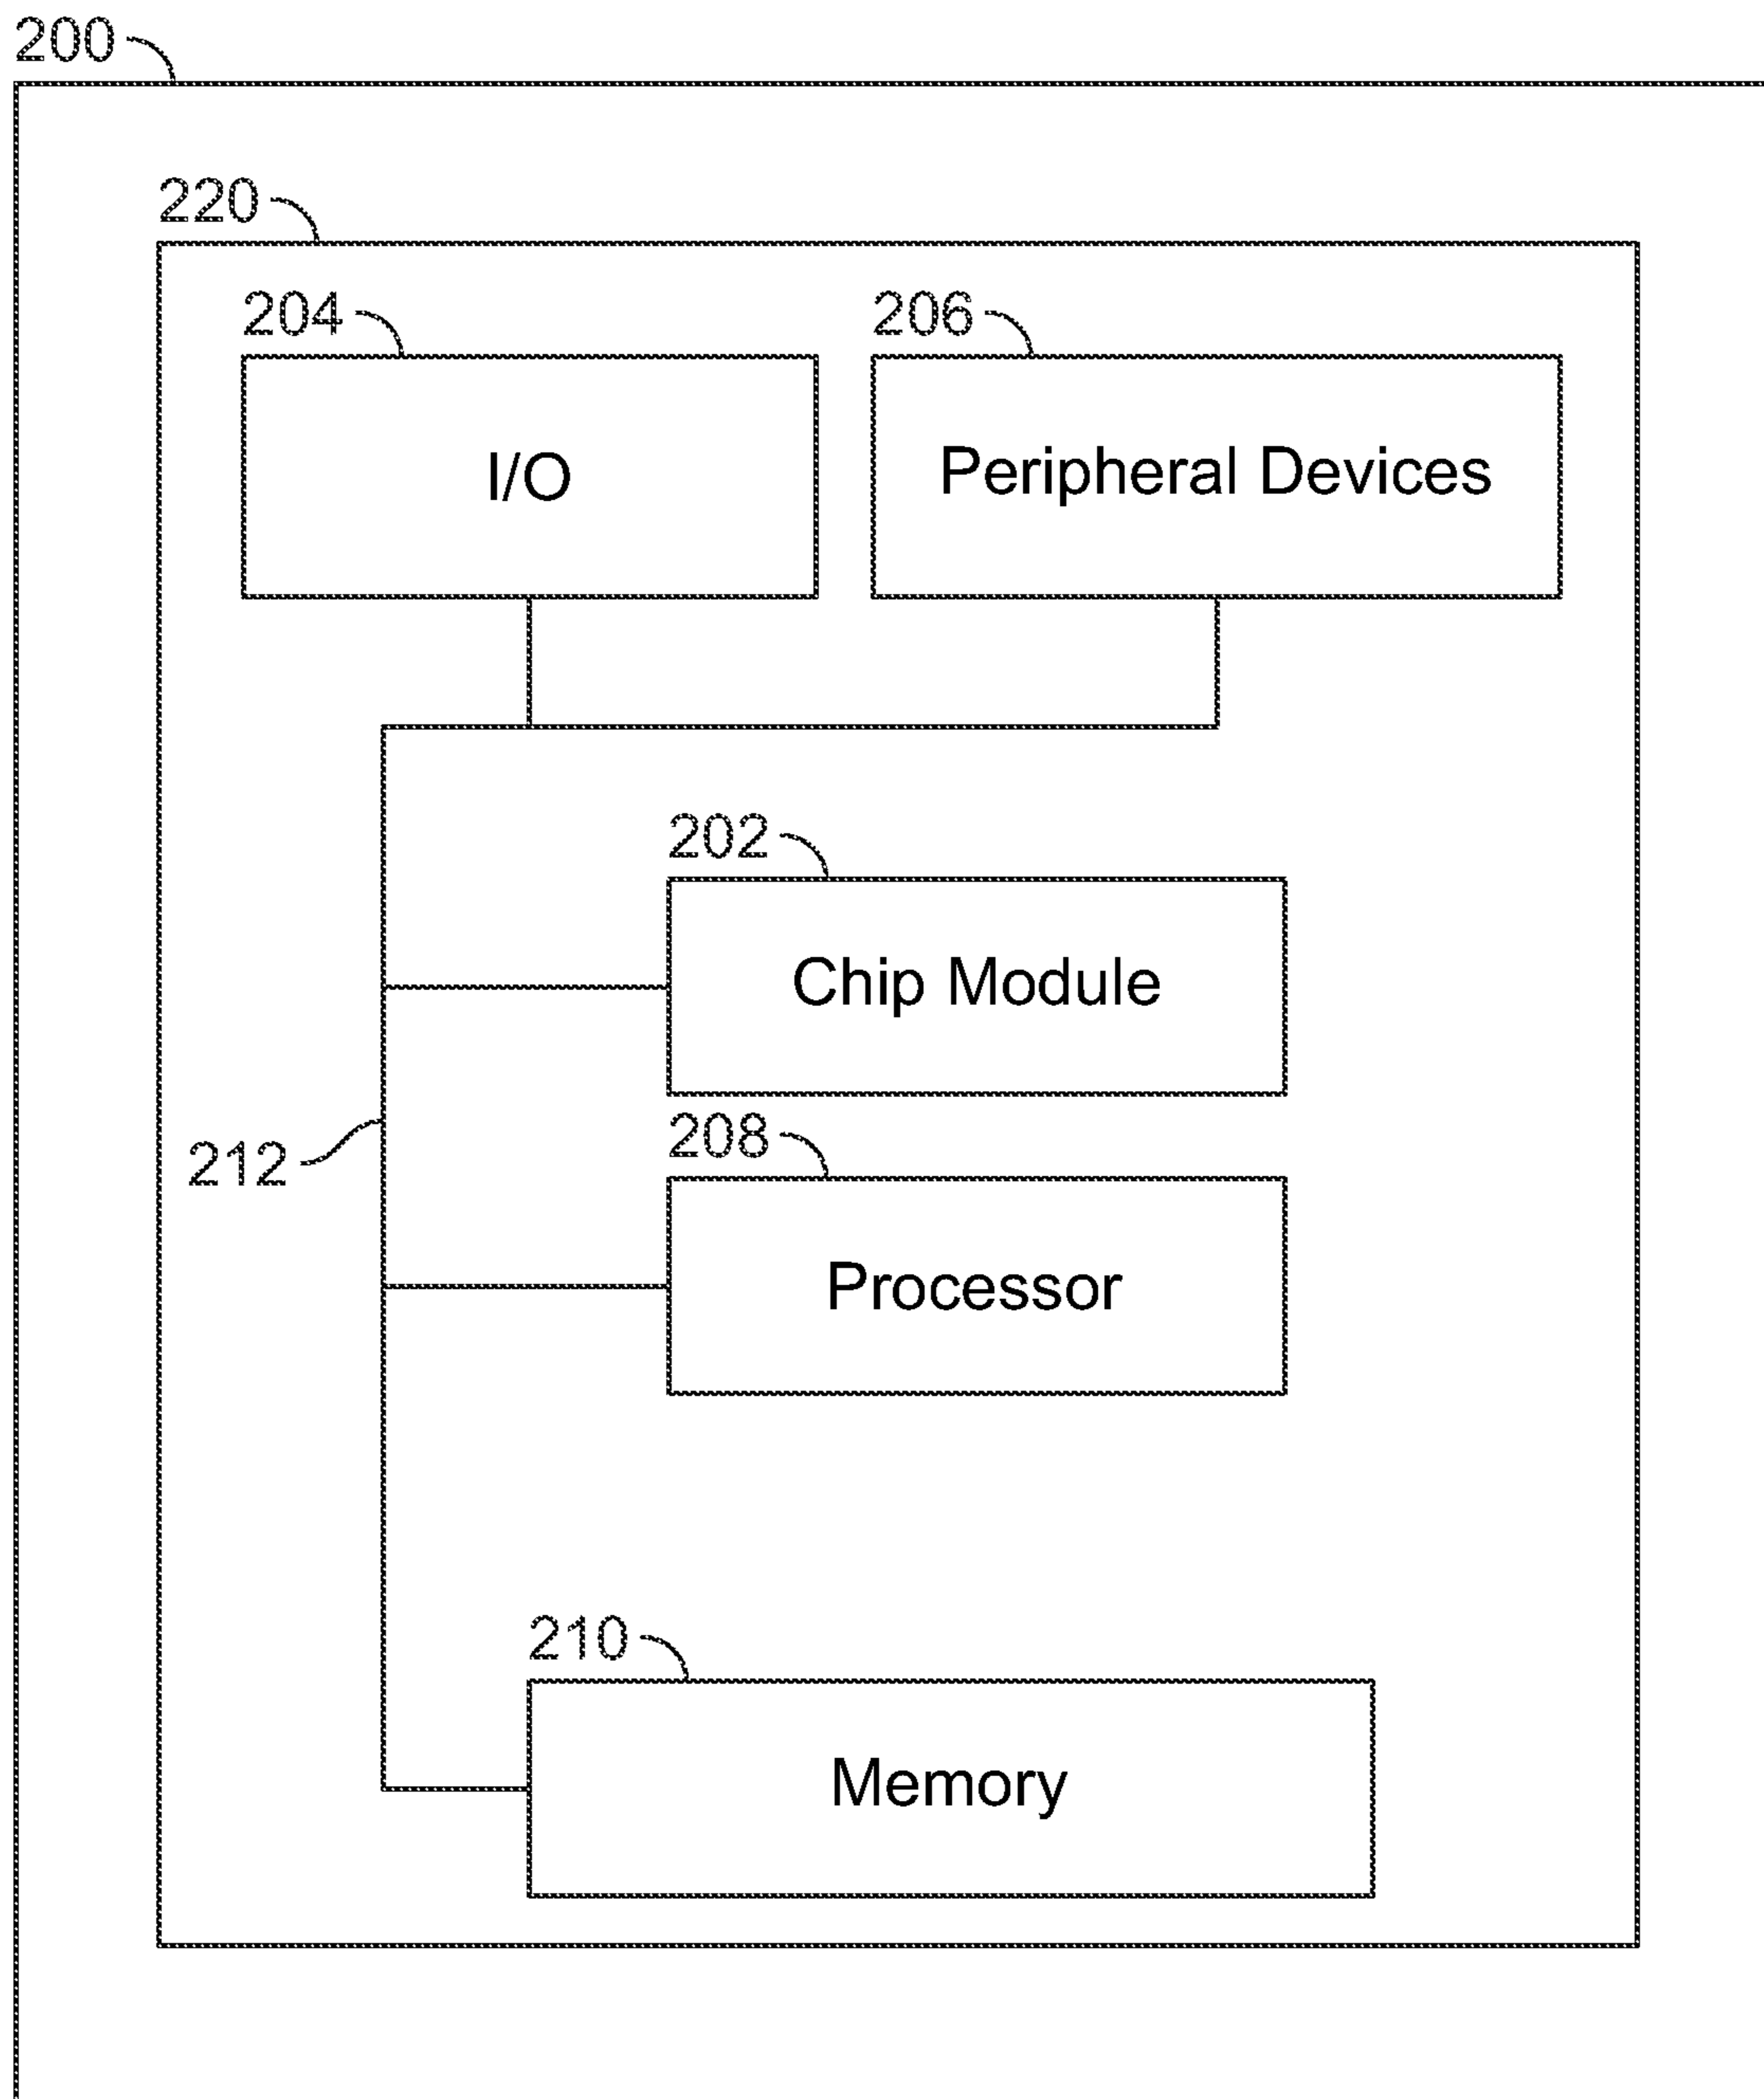 200
220
204
206
I/O
Peripheral Devices
202
Chip Module
212
208
Processor
210
Memory